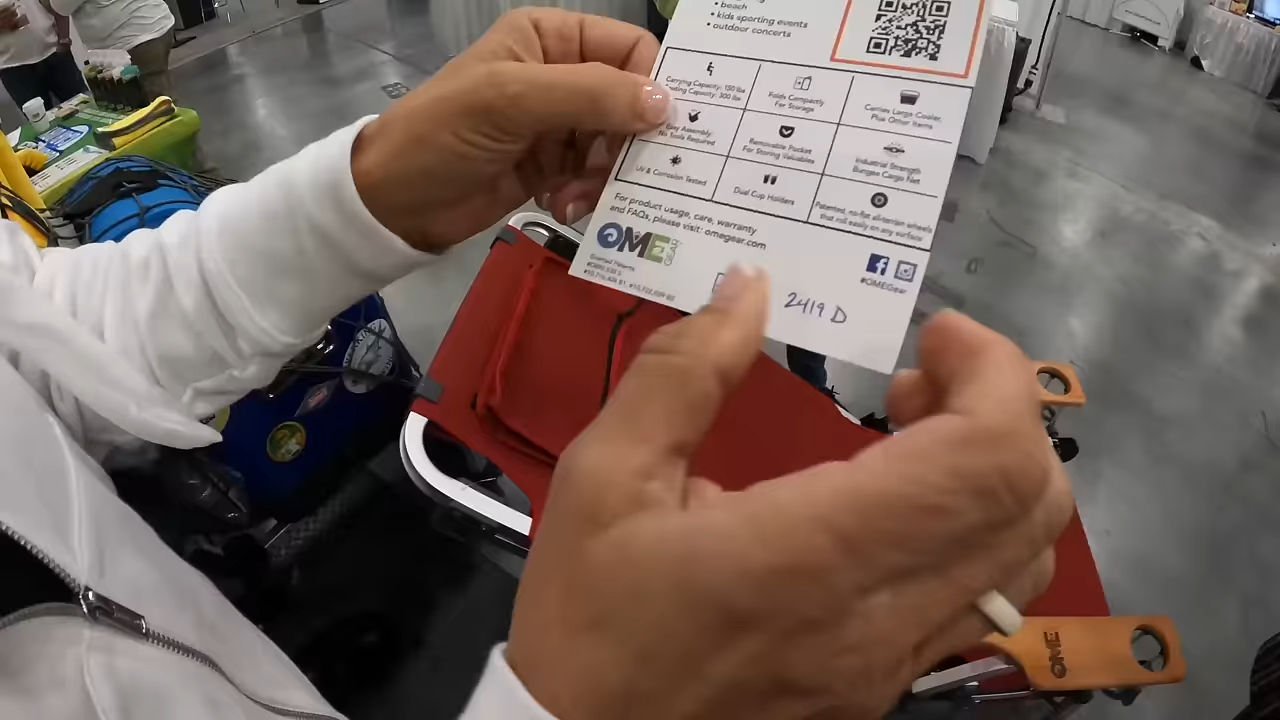 • beach
• kids sporting events
• outdoor concerts
Carrying Capacity: 150 lbs
Seating Capacity: 300 lbs
Folds Compactly
For Storage
Carries Large Cooler,
Plus Other Items
Easy Assembly
No Tools Required
Removable Pocket
For Storing Valuables
Industrial Strength
Bungee Cargo Net
UV & Corrosion Tested
Dual Cup Holders
Patented, no-flat all-terrain wheels
that roll easily on any surface
For product usage, care, warranty
and FAQs, please visit: omegear.com
OME GEAR
#OMEGear
2419 D
OME